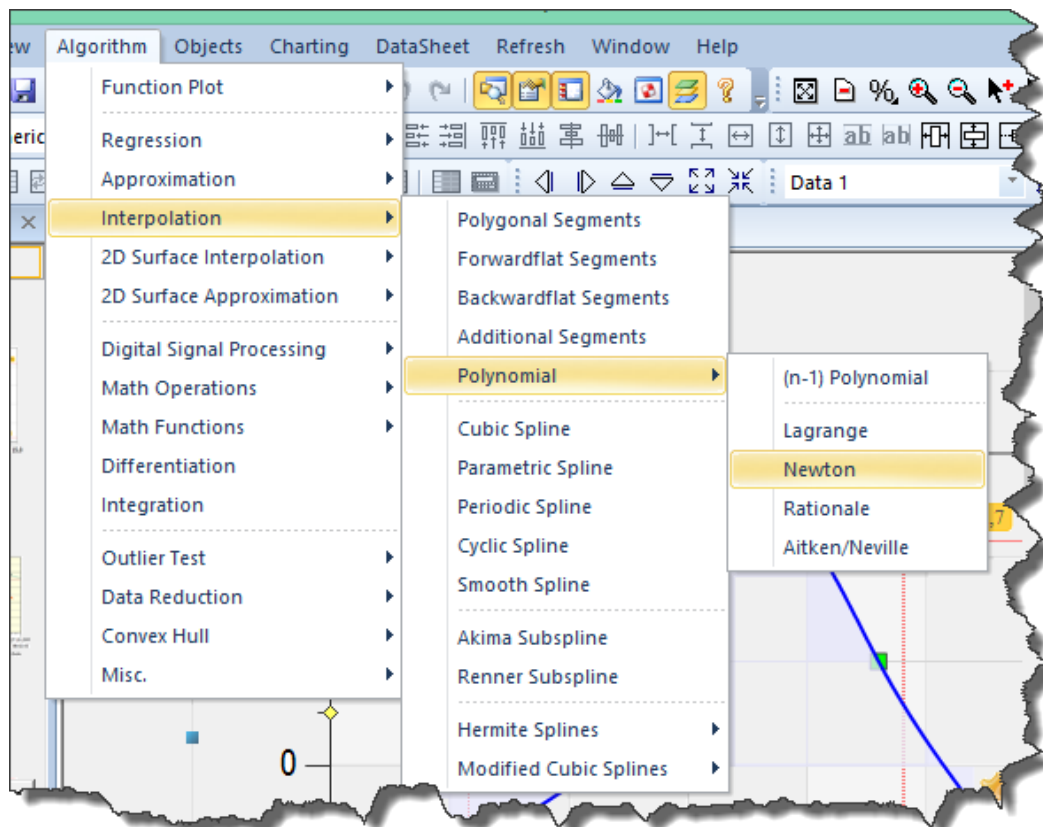 Algorithm Objects Charting DataSheet Refresh Window Help
Function Plot
Regression
Approximation
Interpolation
2D Surface Interpolation
2D Surface Approximation
Digital Signal Processing
Math Operations
Math Functions
Differentiation
Integration
Outlier Test
Data Reduction
Convex Hull
Misc.
Data 1
Polygonal Segments
Forwardflat Segments
Backwardflat Segments
Additional Segments
Polynomial
Cubic Spline
Parametric Spline
Periodic Spline
Cyclic Spline
Smooth Spline
Akima Subspline
Renner Subspline
Hermite Splines
Modified Cubic Splines
(n-1) Polynomial
Lagrange
Newton
Rationale
Aitken/Neville
,7
0